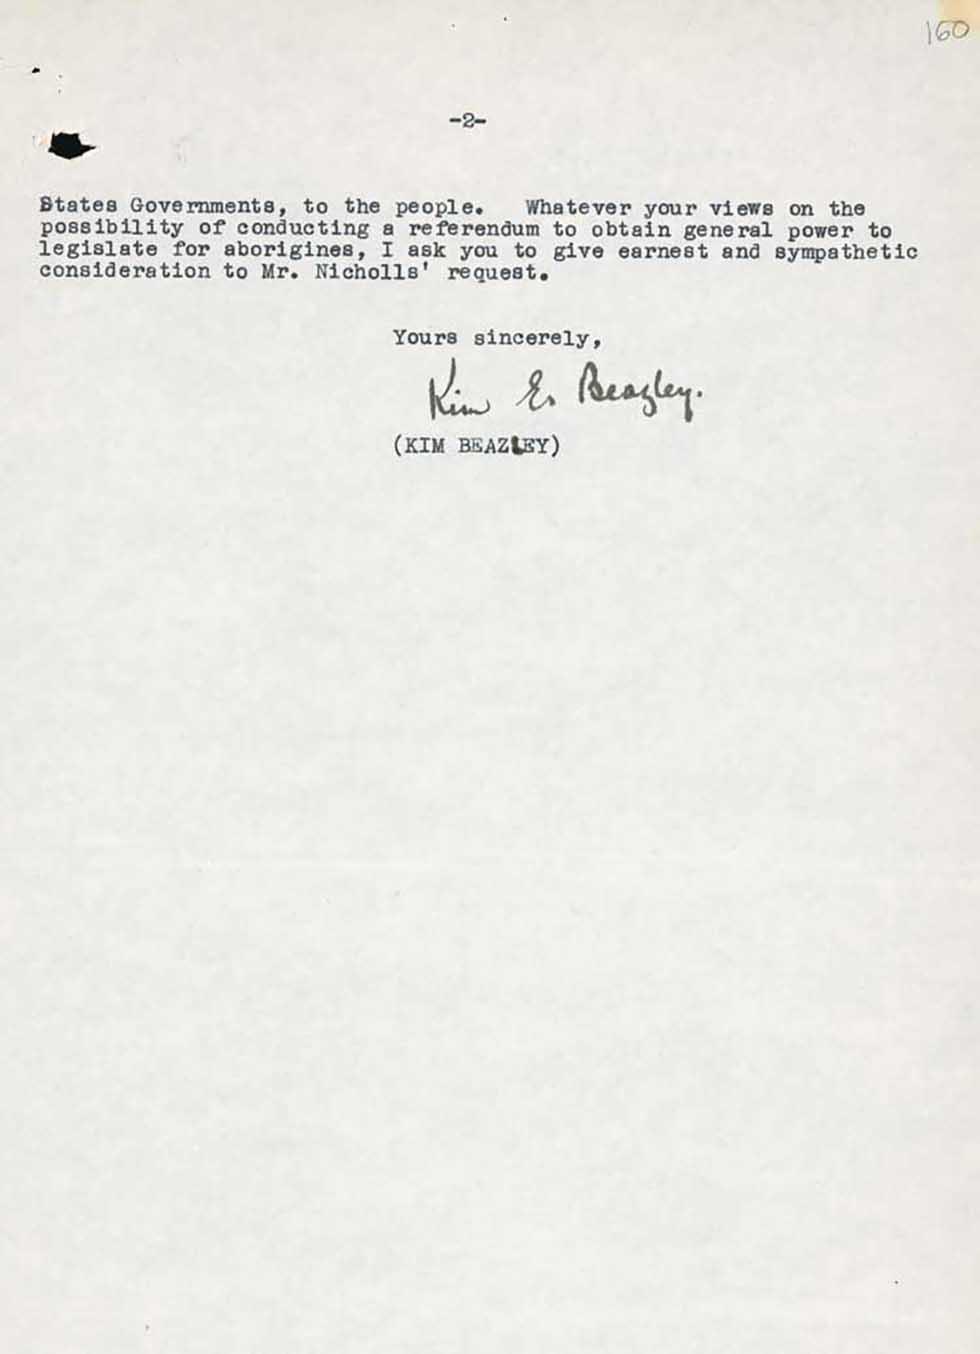 160
-2-
States Governments, to the people. Whatever your views on the
possibility of conducting a referendum to obtain general power to
legislate for aborigines, I ask you to give earnest and sympathetic
consideration to Mr. Nicholls' request.
Yours sincerely,
Kim E. Beazley.
(KIM BEAZLEY)